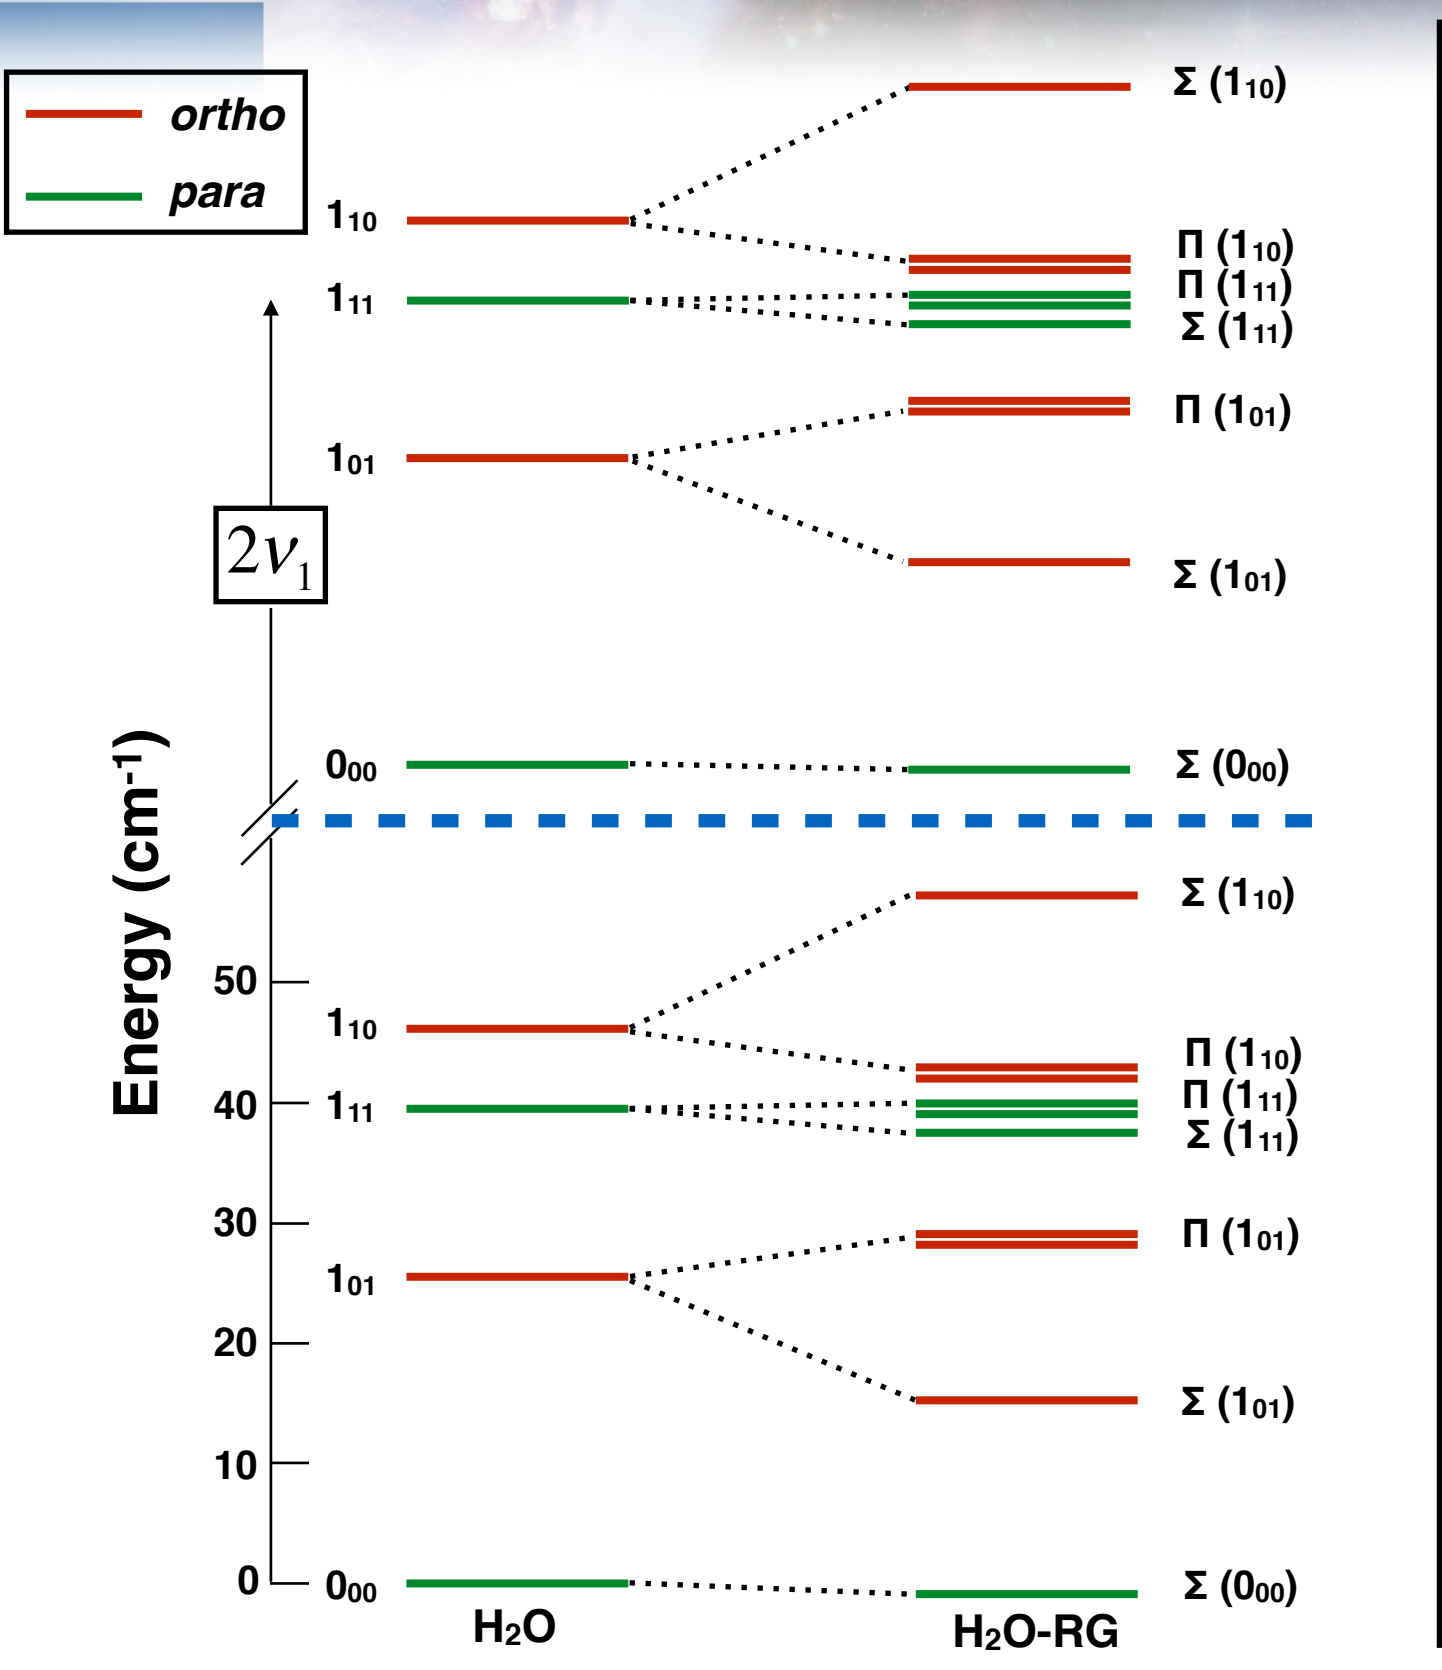 ortho
para
Σ (1₁₀)
1₁₀
Π (1₁₀)
Π (1₁₁)
1₁₁
Σ (1₁₁)
Π (1₀₁)
1₀₁
2ν₁
Σ (1₀₁)
0₀₀
Σ (0₀₀)
Energy (cm⁻¹)
Σ (1₁₀)
50
1₁₀
Π (1₁₀)
Π (1₁₁)
40
1₁₁
Σ (1₁₁)
30
Π (1₀₁)
1₀₁
20
Σ (1₀₁)
10
0
0₀₀
Σ (0₀₀)
H₂O
H₂O-RG